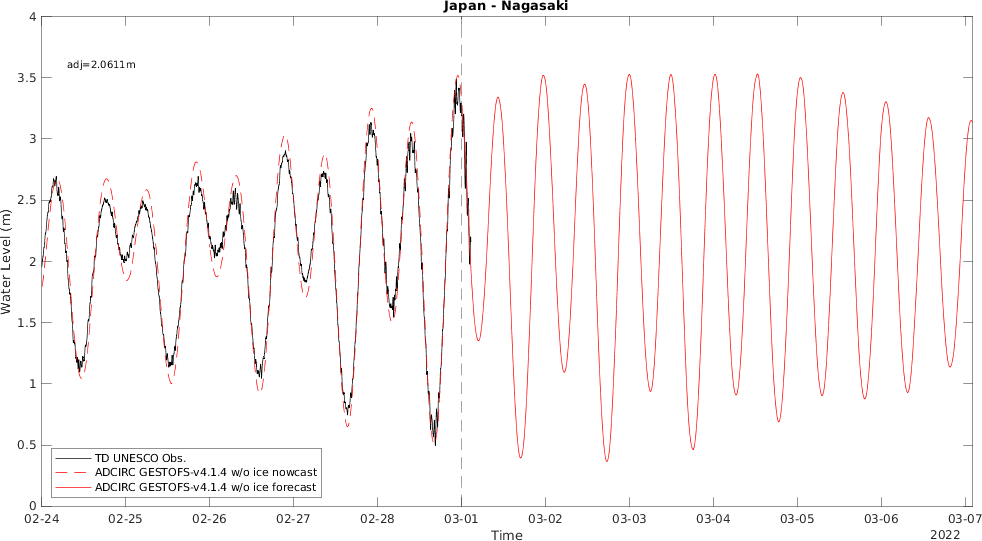 Japan - Nagasaki
adj=2.0611m
Water Level (m)
4
3.5
3
2.5
2
1.5
1
0.5
0
TD UNESCO Obs.
ADCIRC GESTOFS-v4.1.4 w/o ice nowcast
ADCIRC GESTOFS-v4.1.4 w/o ice forecast
02-24 02-25 02-26 02-27 02-28 03-01 03-02 03-03 03-04 03-05 03-06 03-07
Time
2022